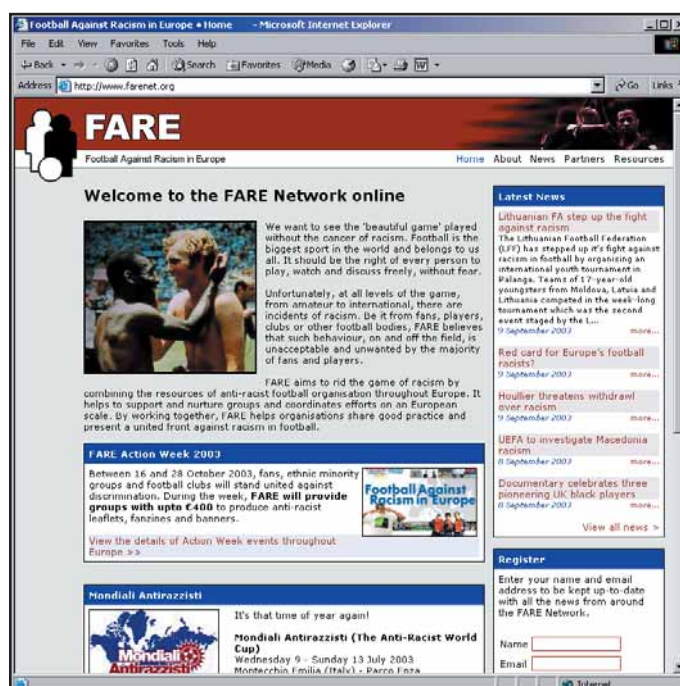 Football Against Racism in Europe • Home - Microsoft Internet Explorer
File Edit View Favorites Tools Help
Back Search Favorites Media
Address http://www.farenet.org Go Links
FARE
Football Against Racism in Europe
Home About News Partners Resources
Welcome to the FARE Network online
We want to see the 'beautiful game' played
without the cancer of racism. Football is the
biggest sport in the world and belongs to us
all. It should be the right of every person to
play, watch and discuss freely, without fear.
Unfortunately, at all levels of the game,
from amateur to international, there are
incidents of racism. Be it from fans, players,
clubs or other football bodies, FARE believes
that such behaviour, on and off the field, is
unacceptable and unwanted by the majority
of fans and players.
FARE aims to rid the game of racism by
combining the resources of anti-racist football organisation throughout Europe. It
helps to support and nurture groups and coordinates efforts on an European
scale. By working together, FARE helps organisations share good practice and
present a united front against racism in football.
FARE Action Week 2003
Between 16 and 28 October 2003, fans, ethnic minority
groups and football clubs will stand united against
discrimination. During the week, FARE will provide
groups with upto €400 to produce anti-racist
leaflets, fanzines and banners.
View the details of Action Week events throughout
Europe >>
Football Against
Racism in Europe
Mondiali Antirazzisti
Mondiali
Antirazzisti
It's that time of year again!
Mondiali Antirazzisti (The Anti-Racist World
Cup)
Wednesday 9 - Sunday 13 July 2003
Montecchio Emilia (Italy) - Parco Enza
Latest News
Lithuanian FA step up the fight
against racism
The Lithuanian Football Federation
(LFF) has stepped up it's fight against
racism in football by organising an
international youth tournament in
Palanga. Teams of 17-year-old
youngsters from Moldova, Latvia and
Lithuania competed in the week-long
tournament which was the second
event staged by the L...
9 September 2003 more...
Red card for Europe's football
racists?
9 September 2003 more...
Houllier threatens withdrawl
over racism
9 September 2003 more...
UEFA to investigate Macedonia
racism
8 September 2003 more...
Documentary celebrates three
pioneering UK black players
8 September 2003 more...
View all news >
Register
Enter your name and email
address to be kept up-to-date
with all the news from around
the FARE Network.
Name
Email
Internet